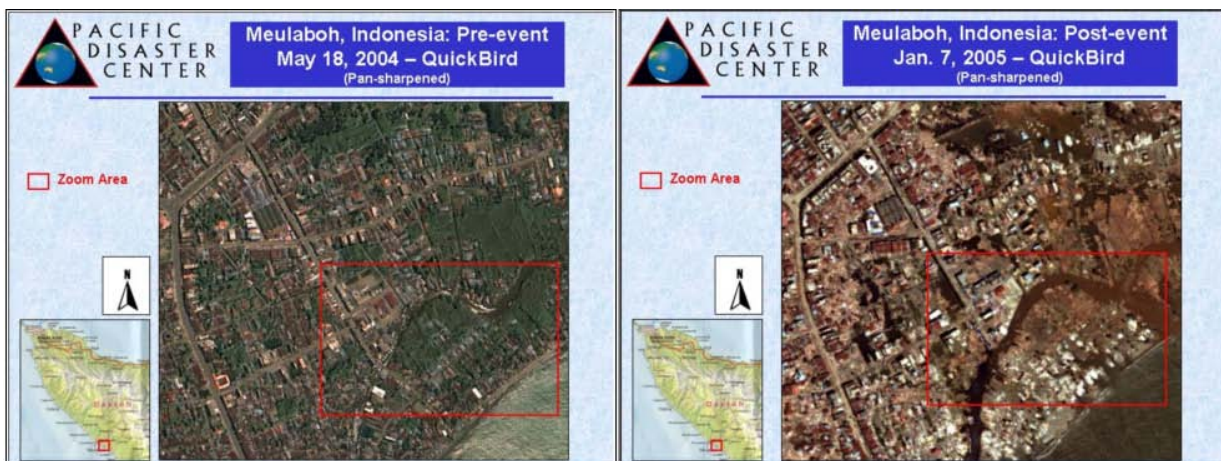 PACIFIC
DISASTER
CENTER
Meulaboh, Indonesia: Pre-event
May 18, 2004 – QuickBird
(Pan-sharpened)
Zoom Area
N
PACIFIC
DISASTER
CENTER
Meulaboh, Indonesia: Post-event
Jan. 7, 2005 – QuickBird
(Pan-sharpened)
Zoom Area
N